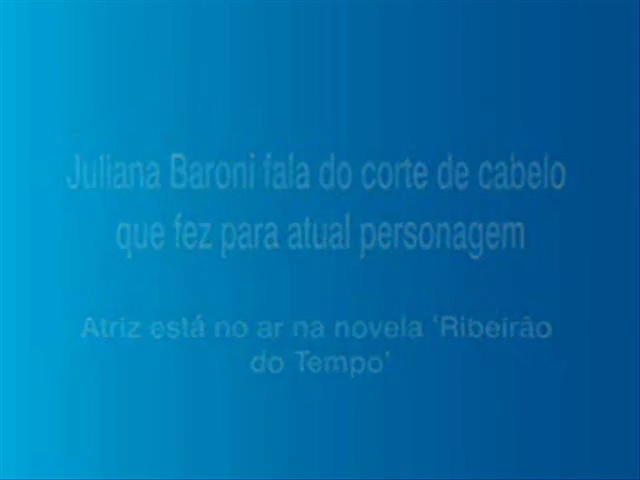 Juliana Baroni fala do corte de cabelo
que fez para atual personagem
Atriz está no ar na novela ‘Ribeirão
do Tempo’